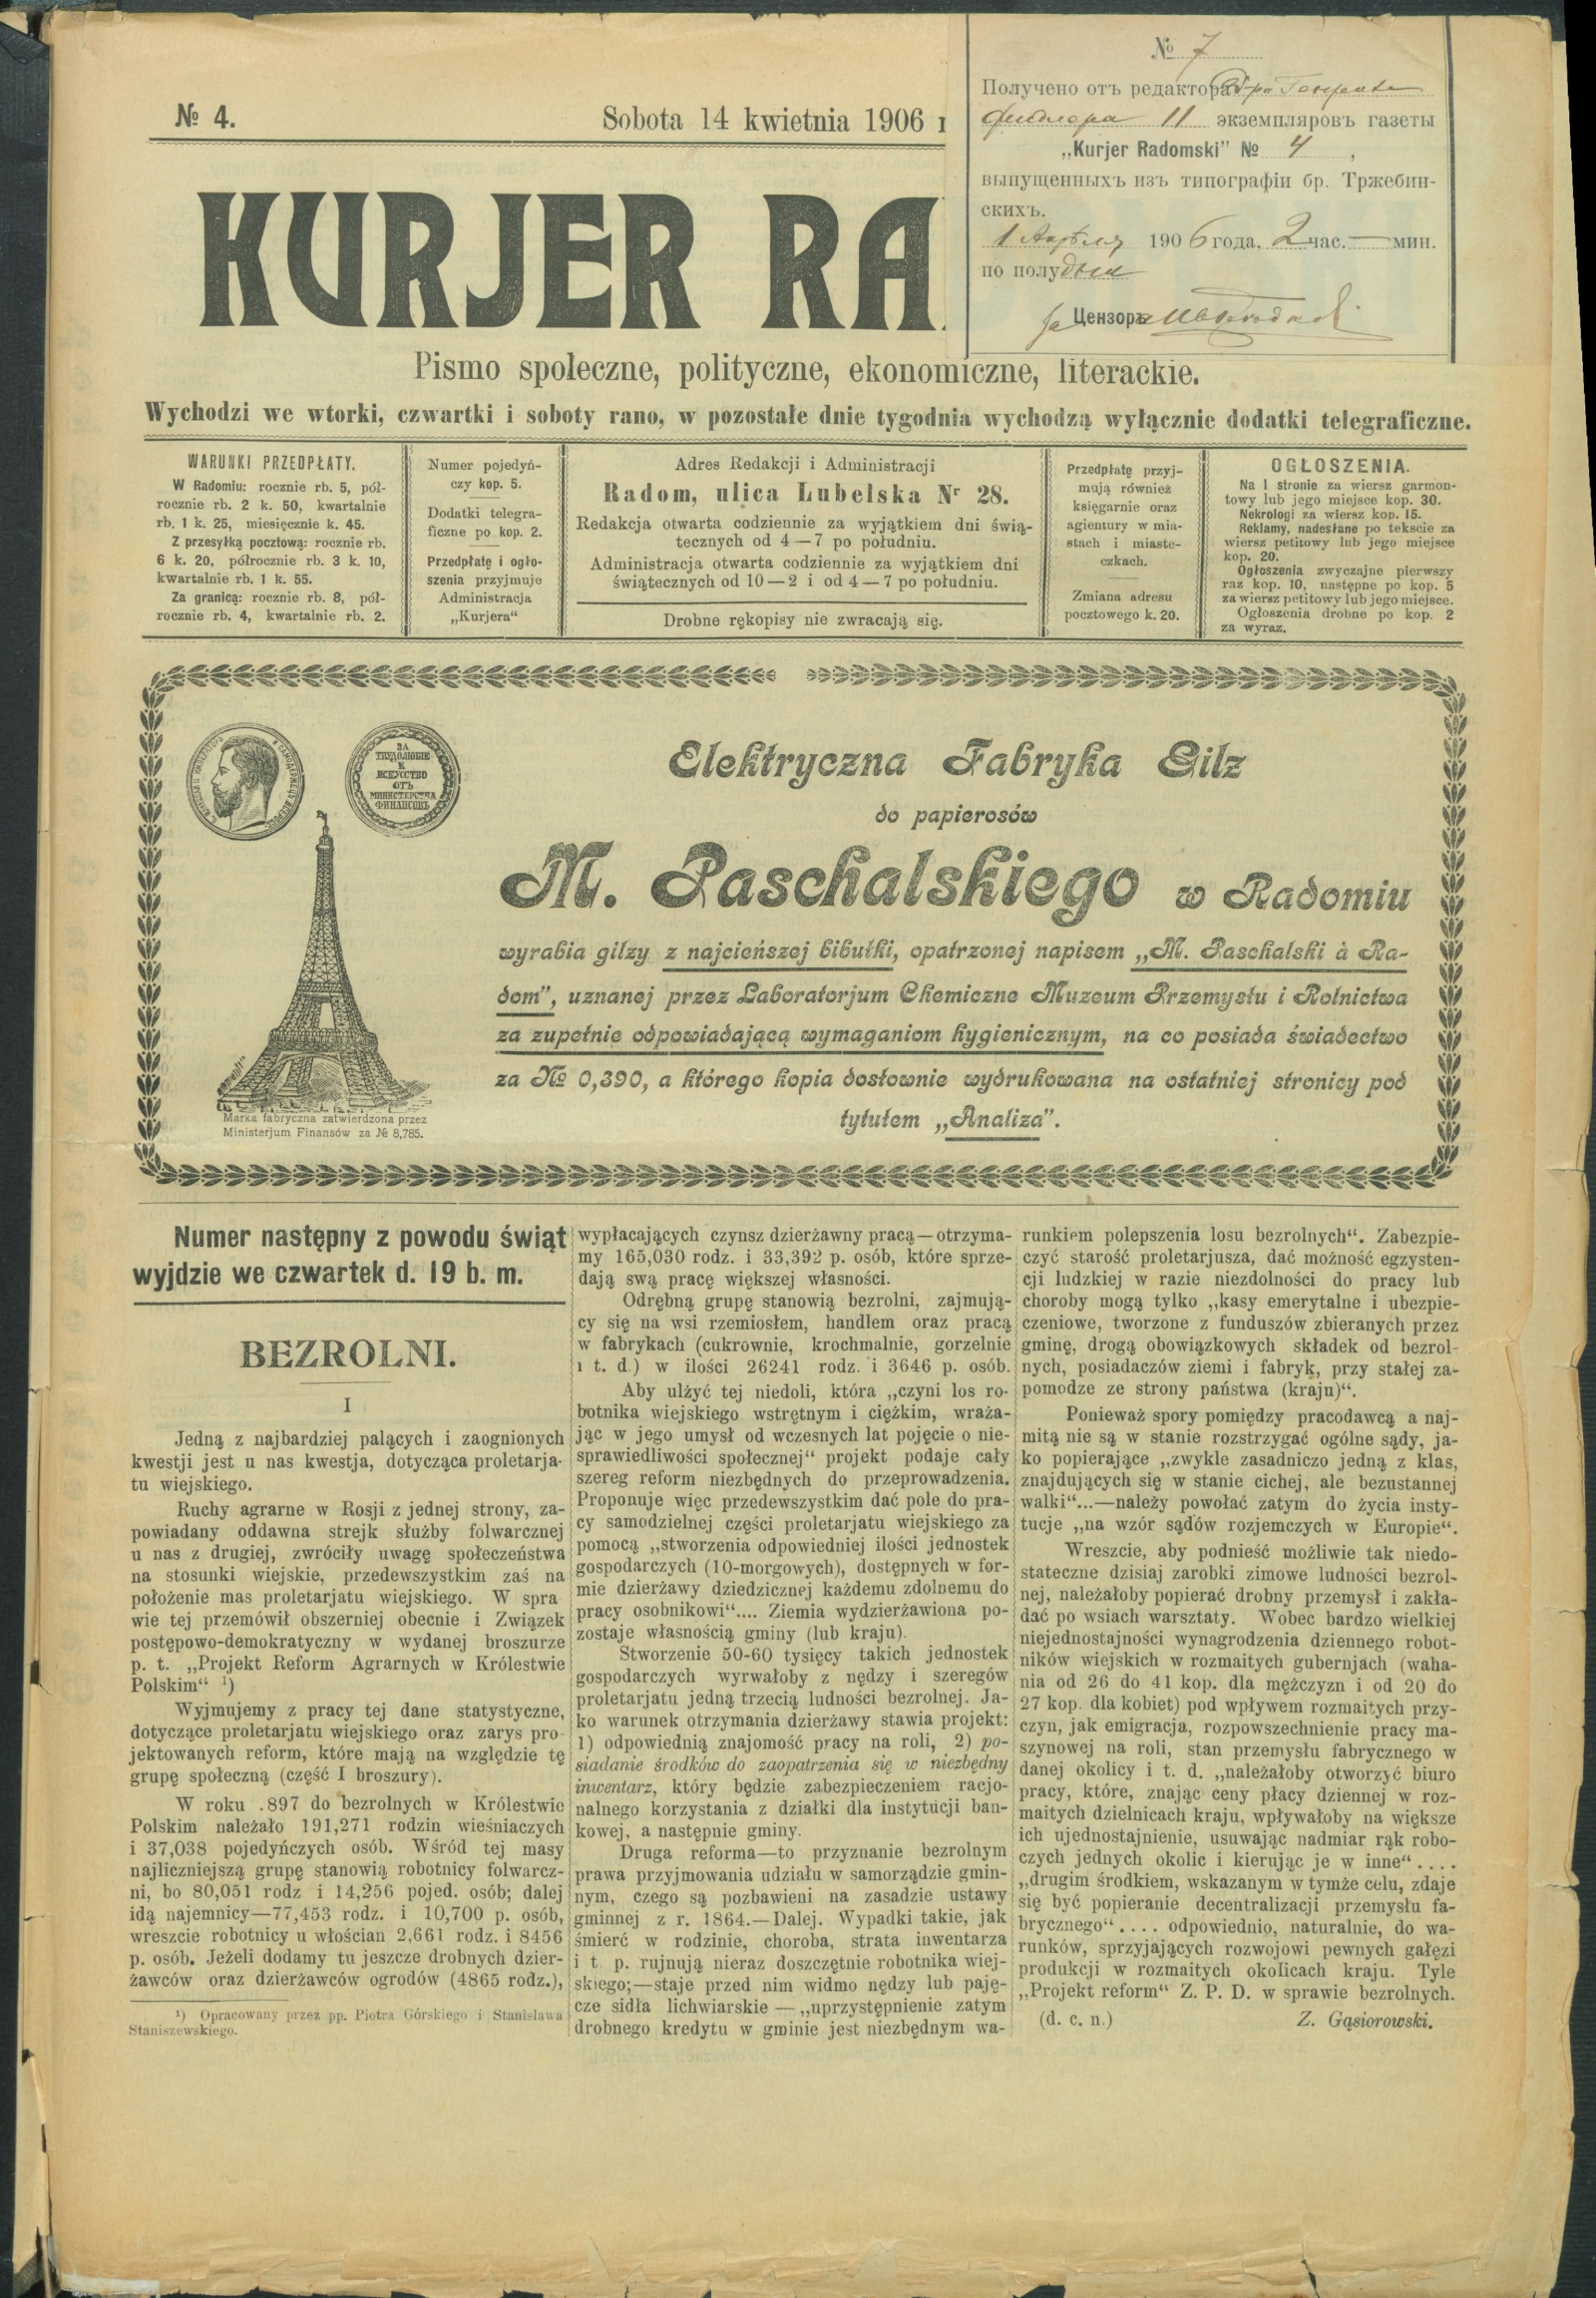 № 4.
Sobota 14 kwietnia 1906 r
№ 7
Получено отъ редактора
11 экземпляровъ газеты
„Kurjer Radomski” № 4,
выпущенныхъ изъ типографіи бр. Тржебин-
скихъ.
1 Апрѣля 1906 года. 2 час. — мин.
по полудни
Цензоръ
KURJER RA
Pismo społeczne, polityczne, ekonomiczne, literackie.
Wychodzi we wtorki, czwartki i soboty rano, w pozostałe dnie tygodnia wychodzą wyłącznie dodatki telegraficzne.
WARUNKI PRZEDPŁATY.
W Radomiu: rocznie rb. 5, pół-
rocznie rb. 2 k. 50, kwartalnie
rb. 1 k. 25, miesięcznie k. 45.
Z przesyłką pocztową: rocznie rb.
6 k. 20, półrocznie rb. 3 k. 10,
kwartalnie rb. 1 k. 55.
Za granicą: rocznie rb. 8, pół-
rocznie rb. 4, kwartalnie rb. 2.
Numer pojedyń-
czy kop. 5.
Dodatki telegra-
ficzne po kop. 2.
Przedpłatę i ogło-
szenia przyjmuje
Administracja
„Kurjera“
Adres Redakcji i Administracji
Radom, ulica Lubelska Nr 28.
Redakcja otwarta codziennie za wyjątkiem dni świą-
tecznych od 4—7 po południu.
Administracja otwarta codziennie za wyjątkiem dni
świątecznych od 10—2 i od 4—7 po południu.
Drobne rękopisy nie zwracają się.
Przedpłatę przyj-
mują również
księgarnie oraz
agientury w mia-
stach i miaste-
czkach.
Zmiana adresu
pocztowego k. 20.
OGŁOSZENIA.
Na I stronie za wiersz garmon-
towy lub jego miejsce kop. 30.
Nekrologi za wiersz kop. 15.
Reklamy, nadesłane po tekscie za
wiersz petitowy lub jego miejsce
kop. 20.
Ogłoszenia zwyczajne pierwszy
raz kop. 10, następne po kop. 5
za wiersz petitowy lub jego miejsce.
Ogłoszenia drobne po kop. 2
za wyraz.
ЗА
ТРУДОЛЮБІЕ
И
ИСКУССТВО
ОТЪ
МИНИСТЕРСТВА
ФИНАНСОВЪ
Marka fabryczna zatwierdzona przez
Ministerjum Finansów za № 8,785.
Elektryczna Fabryka Gilz
do papierosów
M. Paschalskiego w Radomiu
wyrabia gilzy z najcieńszej bibułki, opatrzonej napisem „M. Paschalski à Ra-
dom”, uznanej przez Laboratorjum Chemiczne Muzeum Przemysłu i Rolnictwa
za zupełnie odpowiadającą wymaganiom hygienicznym, na co posiada świadectwo
za № 0,390, a którego kopia dosłownie wydrukowana na ostatniej stronicy pod
tytułem „Analiza”.
Numer następny z powodu świąt
wyjdzie we czwartek d. 19 b. m.
BEZROLNI.
I
Jedną z najbardziej palących i zaognionych
kwestji jest u nas kwestja, dotycząca proletarja-
tu wiejskiego.
Ruchy agrarne w Rosji z jednej strony, za-
powiadany oddawna strejk służby folwarcznej
u nas z drugiej, zwróciły uwagę społeczeństwa
na stosunki wiejskie, przedewszystkim zaś na
położenie mas proletarjatu wiejskiego. W spra
wie tej przemówił obszerniej obecnie i Związek
postępowo-demokratyczny w wydanej broszurze
p. t. „Projekt Reform Agrarnych w Królestwie
Polskim“ ¹)
Wyjmujemy z pracy tej dane statystyczne,
dotyczące proletarjatu wiejskiego oraz zarys pro-
jektowanych reform, które mają na względzie tę
grupę społeczną (część I broszury).
W roku .897 do bezrolnych w Królestwie
Polskim należało 191,271 rodzin wieśniaczych
i 37,038 pojedyńczych osób. Wśród tej masy
najliczniejszą grupę stanowią robotnicy folwarcz-
ni, bo 80,051 rodz i 14,256 pojed. osób; dalej
idą najemnicy—77,453 rodz. i 10,700 p. osób,
wreszcie robotnicy u włościan 2,661 rodz. i 8456
p. osób. Jeżeli dodamy tu jeszcze drobnych dzier-
żawców oraz dzierżawców ogrodów (4865 rodz.),
¹) Opracowany przez pp. Piotra Górskiego i Stanisława
Staniszewskiego.
wypłacających czynsz dzierżawny pracą—otrzyma-
my 165,030 rodz. i 33,392 p. osób, które sprze-
dają swą pracę większej własności.
Odrębną grupę stanowią bezrolni, zajmują-
cy się na wsi rzemiosłem, handlem oraz pracą
w fabrykach (cukrownie, krochmalnie, gorzelnie
i t. d.) w ilości 26241 rodz. i 3646 p. osób.
Aby ulżyć tej niedoli, która „czyni los ro-
botnika wiejskiego wstrętnym i ciężkim, wraża-
jąc w jego umysł od wczesnych lat pojęcie o nie-
sprawiedliwości społecznej“ projekt podaje cały
szereg reform niezbędnych do przeprowadzenia.
Proponuje więc przedewszystkim dać pole do pra-
cy samodzielnej części proletarjatu wiejskiego za
pomocą „stworzenia odpowiedniej ilości jednostek
gospodarczych (10-morgowych), dostępnych w for-
mie dzierżawy dziedzicznej każdemu zdolnemu do
pracy osobnikowi“.... Ziemia wydzierżawiona po-
zostaje własnością gminy (lub kraju).
Stworzenie 50-60 tysięcy takich jednostek
gospodarczych wyrwałoby z nędzy i szeregów
proletarjatu jedną trzecią ludności bezrolnej. Ja-
ko warunek otrzymania dzierżawy stawia projekt:
1) odpowiednią znajomość pracy na roli, 2) po-
siadanie środków do zaopatrzenia się w niezbędny
inwentarz, który będzie zabezpieczeniem racjo-
nalnego korzystania z działki dla instytucji ban-
kowej, a następnie gminy.
Druga reforma—to przyznanie bezrolnym
prawa przyjmowania udziału w samorządzie gmin-
nym, czego są pozbawieni na zasadzie ustawy
gminnej z r. 1864.—Dalej. Wypadki takie, jak
śmierć w rodzinie, choroba, strata inwentarza
i t. p. rujnują nieraz doszczętnie robotnika wiej-
skiego;—staje przed nim widmo nędzy lub paję-
cze sidła lichwiarskie — „uprzystępnienie zatym
drobnego kredytu w gminie jest niezbędnym wa-
runkiem polepszenia losu bezrolnych“. Zabezpie-
czyć starość proletarjusza, dać możność egzysten-
cji ludzkiej w razie niezdolności do pracy lub
choroby mogą tylko „kasy emerytalne i ubezpie-
czeniowe, tworzone z funduszów zbieranych przez
gminę, drogą obowiązkowych składek od bezrol-
nych, posiadaczów ziemi i fabryk, przy stałej za-
pomodze ze strony państwa (kraju)“.
Ponieważ spory pomiędzy pracodawcą a naj-
mitą nie są w stanie rozstrzygać ogólne sądy, ja-
ko popierające „zwykle zasadniczo jedną z klas,
znajdujących się w stanie cichej, ale bezustannej
walki“...—należy powołać zatym do życia insty-
tucje „na wzór sądów rozjemczych w Europie“.
Wreszcie, aby podnieść możliwie tak niedo-
stateczne dzisiaj zarobki zimowe ludności bezrol-
nej, należałoby popierać drobny przemysł i zakła-
dać po wsiach warsztaty. Wobec bardzo wielkiej
niejednostajności wynagrodzenia dziennego robot-
ników wiejskich w rozmaitych gubernjach (waha-
nia od 26 do 41 kop. dla mężczyzn i od 20 do
27 kop. dla kobiet) pod wpływem rozmaitych przy-
czyn, jak emigracja, rozpowszechnienie pracy ma-
szynowej na roli, stan przemysłu fabrycznego w
danej okolicy i t. d. „należałoby otworzyć biuro
pracy, które, znając ceny płacy dziennej w roz-
maitych dzielnicach kraju, wpływałoby na większe
ich ujednostajnienie, usuwając nadmiar rąk robo-
czych jednych okolic i kierując je w inne“....
„drugim środkiem, wskazanym w tymże celu, zdaje
się być popieranie decentralizacji przemysłu fa-
brycznego“.... odpowiednio, naturalnie, do wa-
runków, sprzyjających rozwojowi pewnych gałęzi
produkcji w rozmaitych okolicach kraju. Tyle
„Projekt reform“ Z. P. D. w sprawie bezrolnych.
(d. c. n.)
Z. Gąsiorowski.